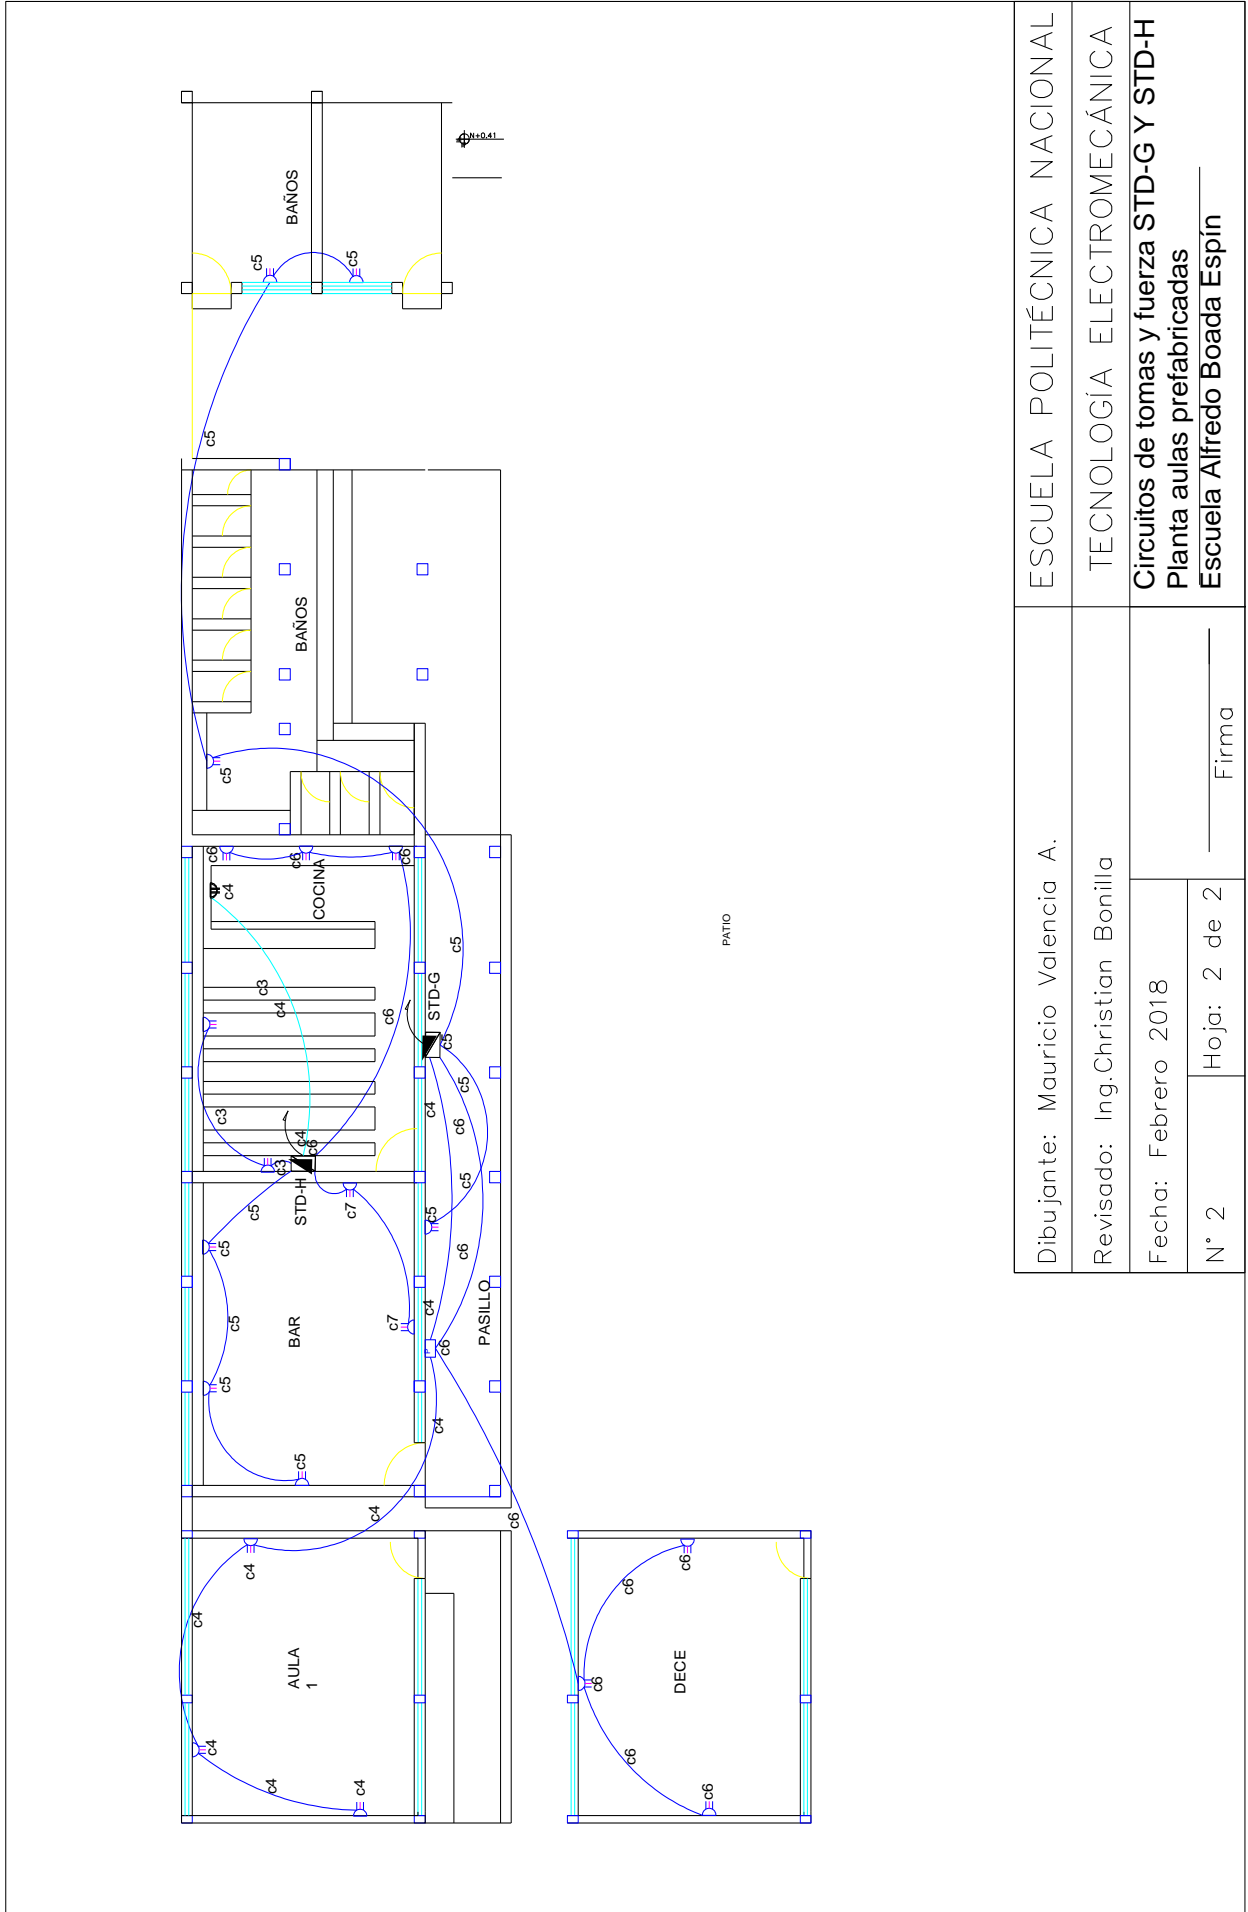 ESCUELA POLITÉCNICA NACIONAL
TECNOLOGÍA ELECTROMECÁNICA
Circuitos de tomas y fuerza STD-G Y STD-H
Planta aulas prefabricadas
Escuela Alfredo Boada Espín
Dibujante: Mauricio Valencia A.
Revisado: Ing.Christian Bonilla
Fecha: Febrero 2018
Firma
N° 2
Hoja: 2 de 2
N+0.41
BAÑOS
c5
c5
c5
BAÑOS
c5
c6
c6
c6
c4
COCINA
c3
c4
c6
c5
STD-G
c5
c5
c4
c6
c3
c4
c6
c3
STD-H
c5
c7
c5
c5
c5
c6
c5
BAR
c7
c4
c6
P
PASILLO
c5
c4
c5
c4
c6
PATIO
c4
c4
AULA
1
c4
c4
c4
c6
c6
DECE
c6
c6
c6